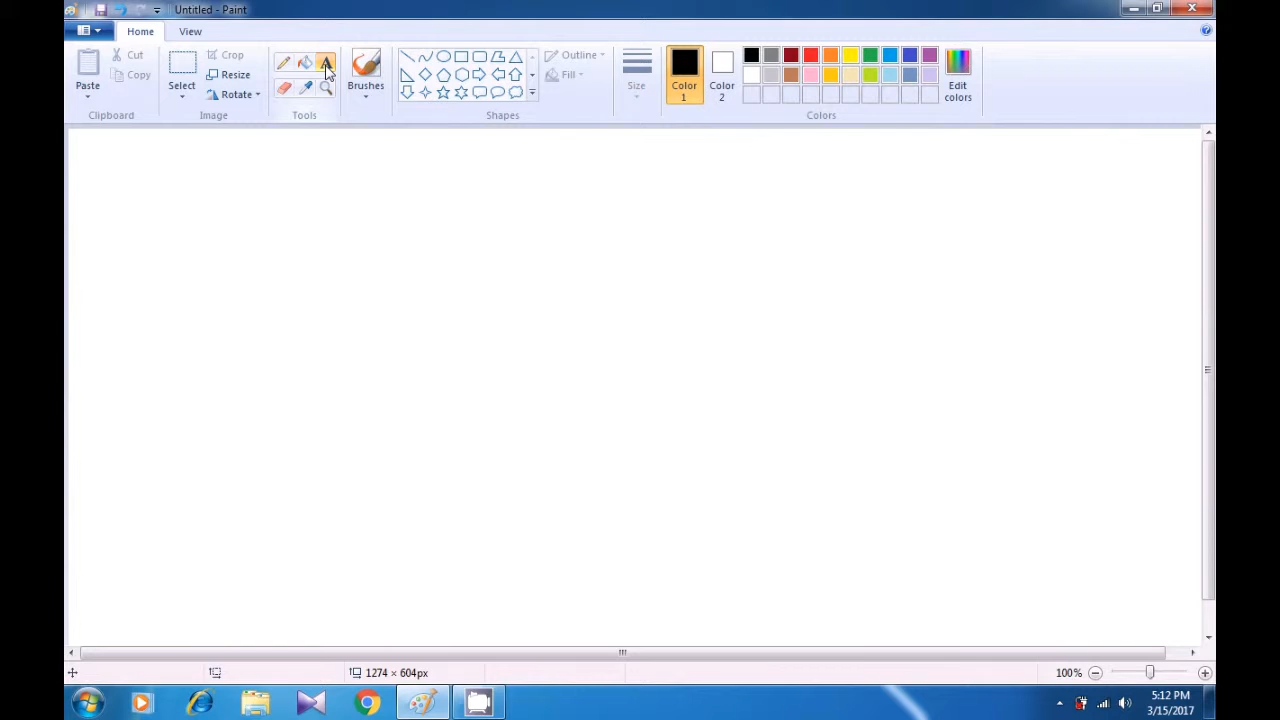 Untitled - Paint
Home View
Paste
Cut
Copy
Clipboard
Select
Crop
Resize
Rotate
Image
Tools
Brushes
Shapes
Outline
Fill
Size
Color 1
Color 2
Edit colors
Colors
1274 × 604px
100%
5:12 PM
3/15/2017